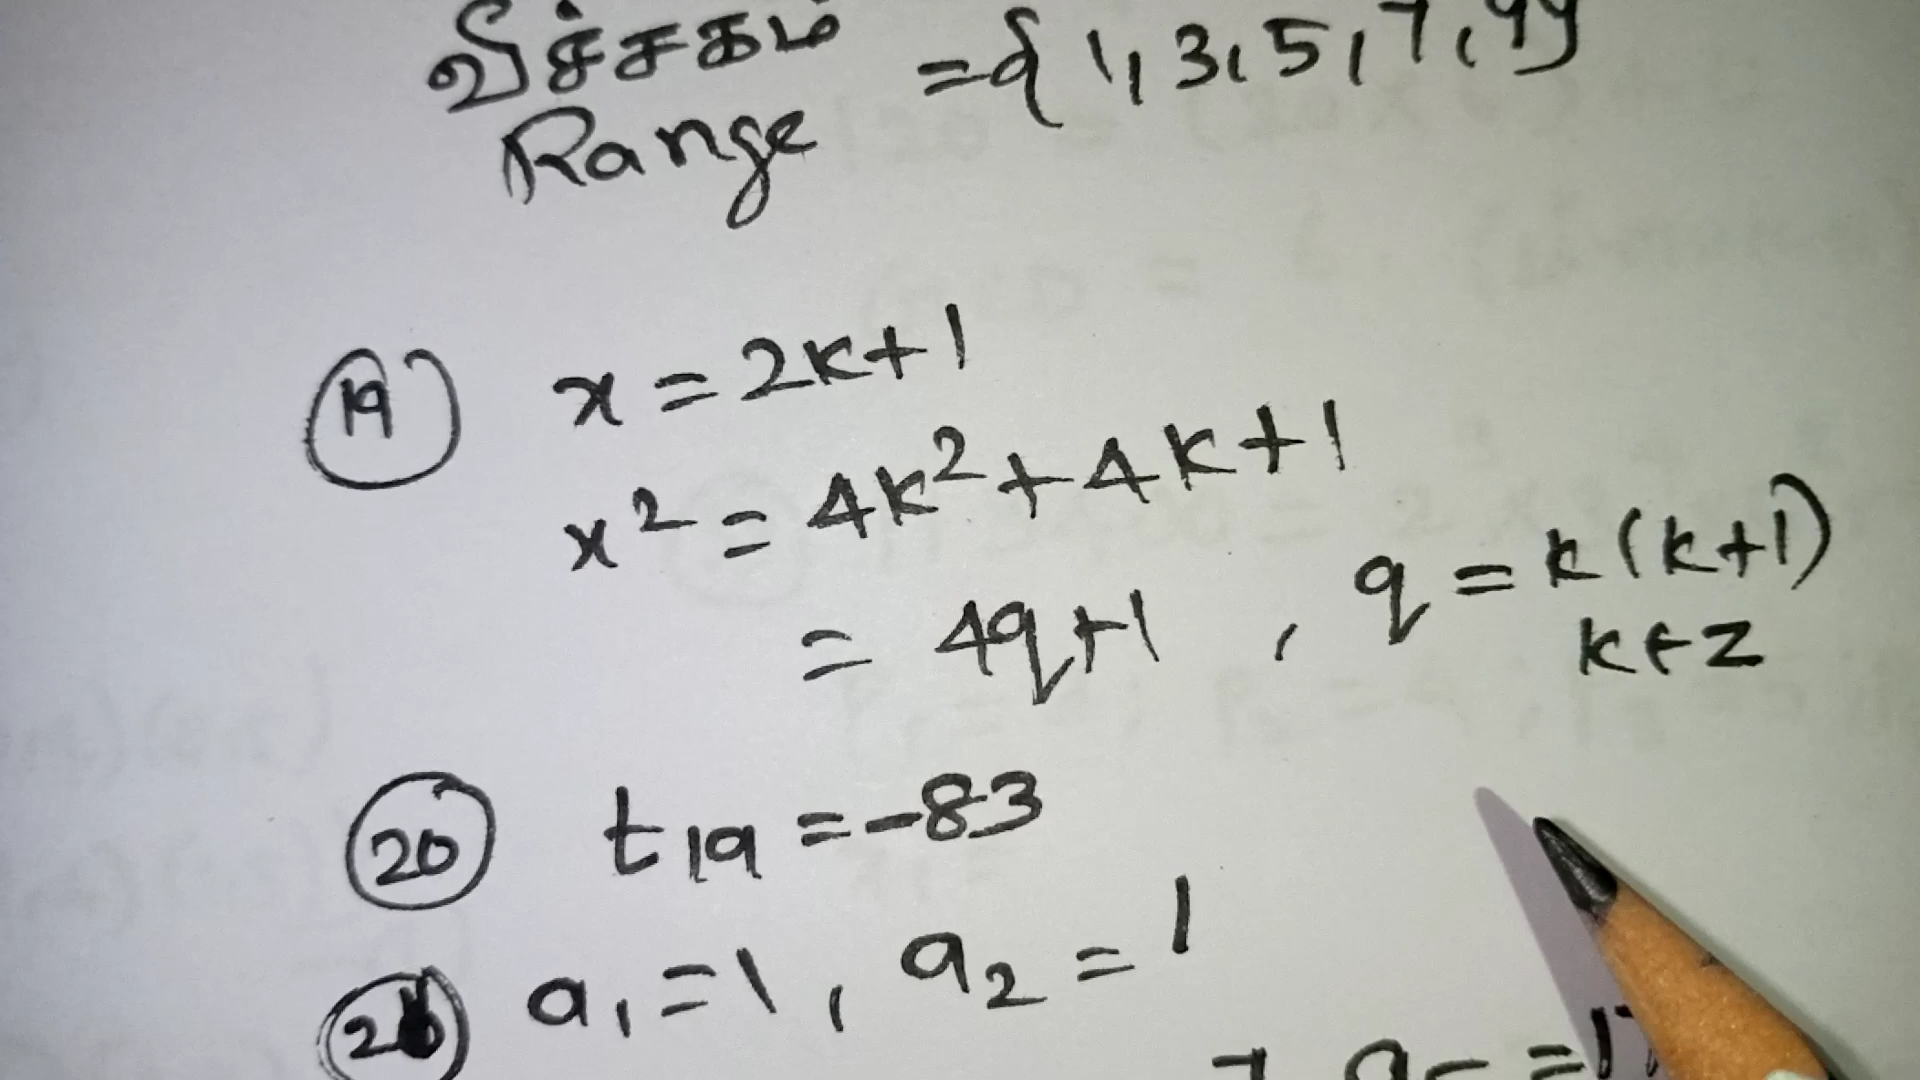 வீச்சகம் = { 1, 3, 5, 7, 9}
Range
19 x = 2k+1
x² = 4k² + 4k + 1
= 4q+1 , q = k(k+1)
k∈Z
20 t₁₉ = -83
a₁ = 1, a₂ = 1